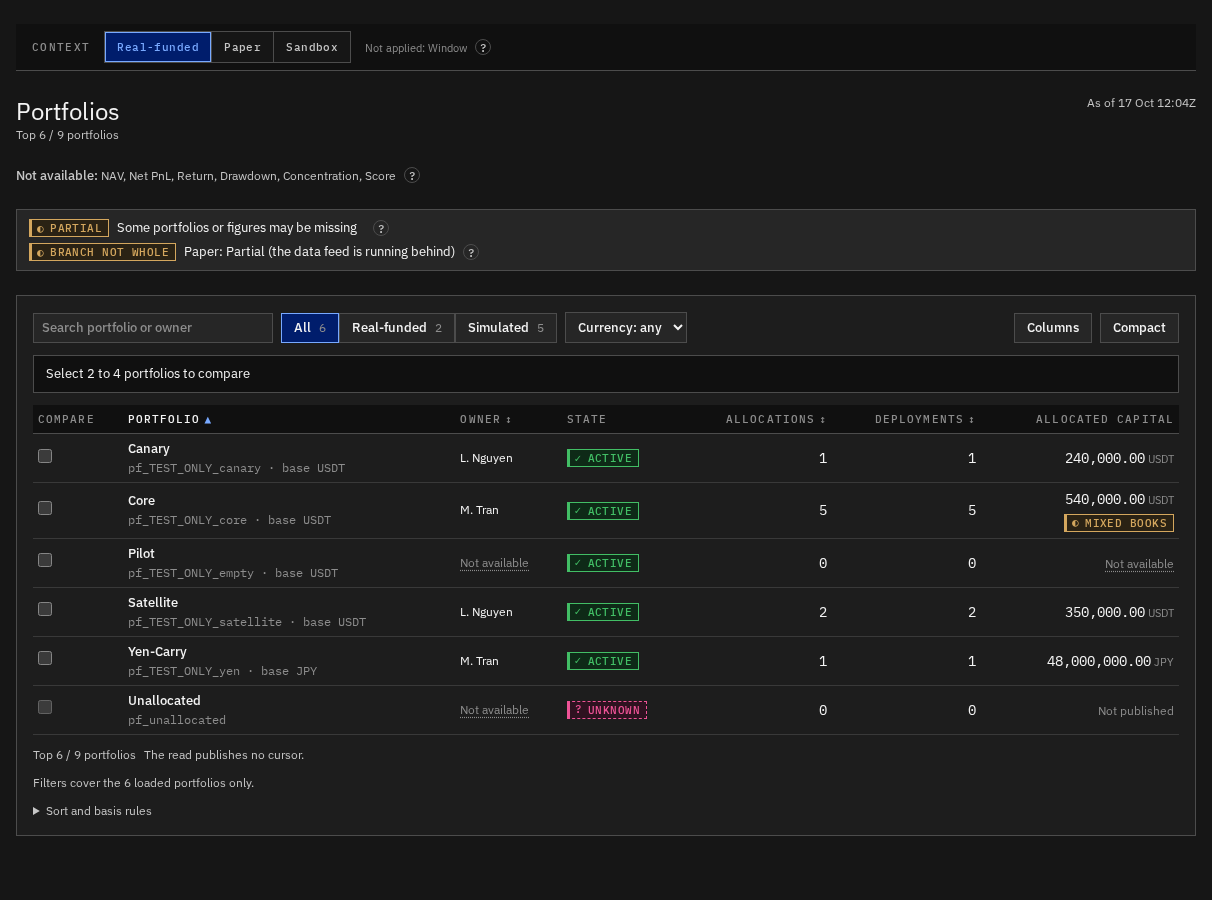 CONTEXT Real-funded Paper Sandbox Not applied: Window ?
Portfolios
As of 17 Oct 12:04Z
Top 6 / 9 portfolios
Not available: NAV, Net PnL, Return, Drawdown, Concentration, Score ?
◐ PARTIAL Some portfolios or figures may be missing ?
◐ BRANCH NOT WHOLE Paper: Partial (the data feed is running behind) ?
Search portfolio or owner All 6 Real-funded 2 Simulated 5 Currency: any Columns Compact
Select 2 to 4 portfolios to compare
COMPARE PORTFOLIO ▲ OWNER ↕ STATE ALLOCATIONS ↕ DEPLOYMENTS ↕ ALLOCATED CAPITAL
Canary
pf_TEST_ONLY_canary · base USDT
L. Nguyen ✓ ACTIVE 1 1 240,000.00 USDT
Core
pf_TEST_ONLY_core · base USDT
M. Tran ✓ ACTIVE 5 5 540,000.00 USDT
◐ MIXED BOOKS
Pilot
pf_TEST_ONLY_empty · base USDT
Not available ✓ ACTIVE 0 0 Not available
Satellite
pf_TEST_ONLY_satellite · base USDT
L. Nguyen ✓ ACTIVE 2 2 350,000.00 USDT
Yen-Carry
pf_TEST_ONLY_yen · base JPY
M. Tran ✓ ACTIVE 1 1 48,000,000.00 JPY
Unallocated
pf_unallocated
Not available ? UNKNOWN 0 0 Not published
Top 6 / 9 portfolios The read publishes no cursor.
Filters cover the 6 loaded portfolios only.
▶ Sort and basis rules